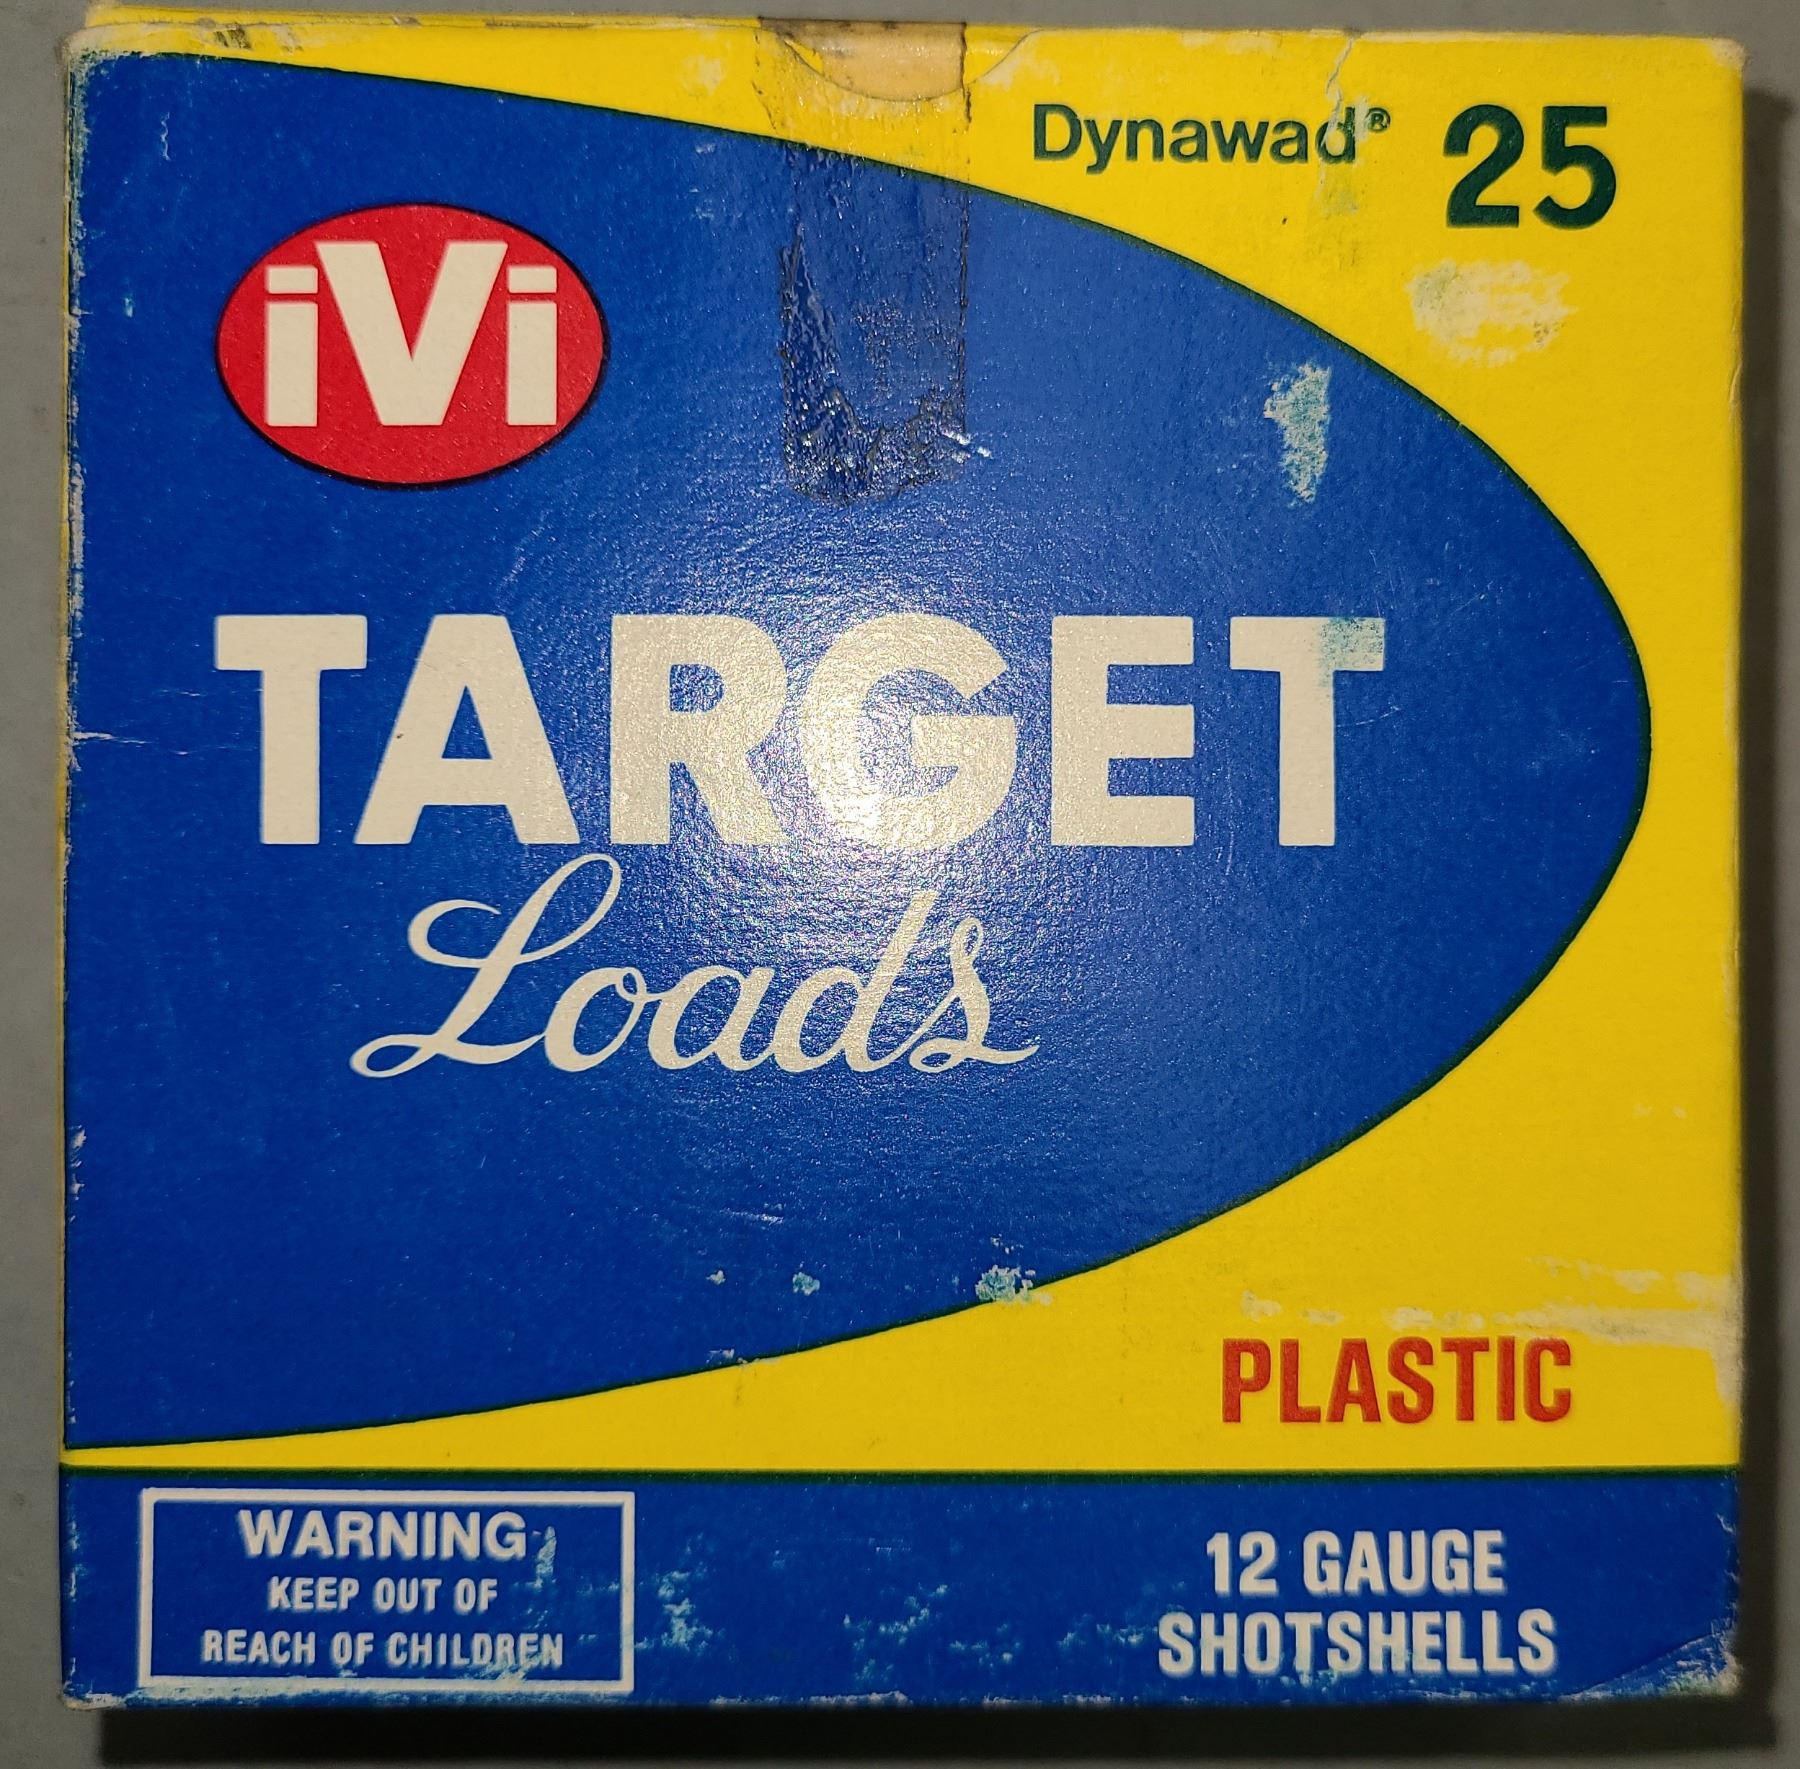 Dynawad® 25
iVi
TARGET
Loads
PLASTIC
WARNING
KEEP OUT OF
REACH OF CHILDREN
12 GAUGE
SHOTSHELLS